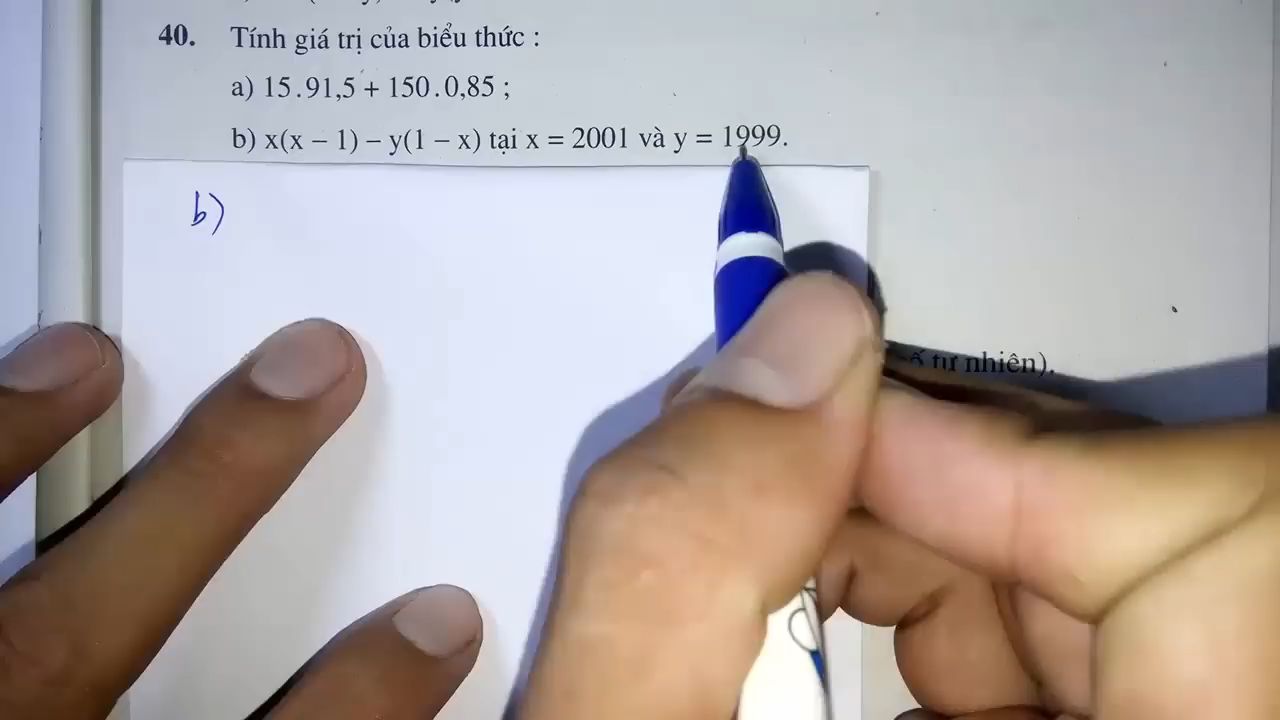 40. Tính giá trị của biểu thức :
a) 15.91,5 + 150.0,85 ;
b) x(x – 1) – y(1 – x) tại x = 2001 và y = 1999.
b)
số tự nhiên).